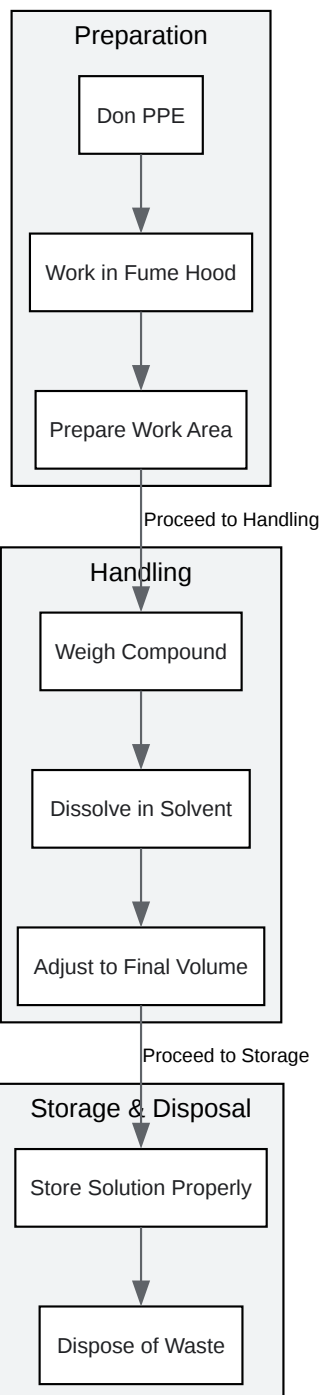 Preparation
Don PPE
Work in Fume Hood
Prepare Work Area
Proceed to Handling
Handling
Weigh Compound
Dissolve in Solvent
Adjust to Final Volume
Proceed to Storage
Storage & Disposal
Store Solution Properly
Dispose of Waste